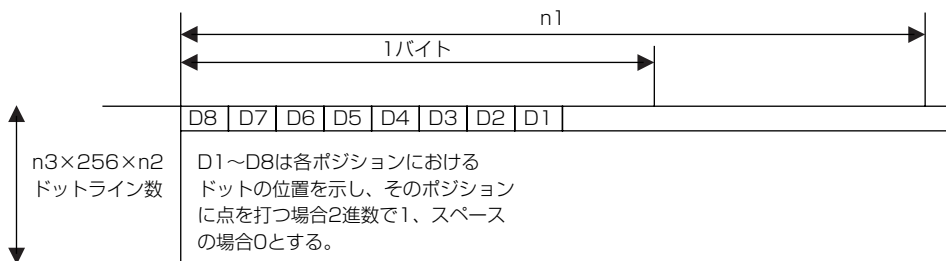 n1
1バイト
D8 D7 D6 D5 D4 D3 D2 D1
n3×256×n2
ドットライン数
D1～D8は各ポジションにおける
ドットの位置を示し、そのポジション
に点を打つ場合2進数で1、スペース
の場合0とする。